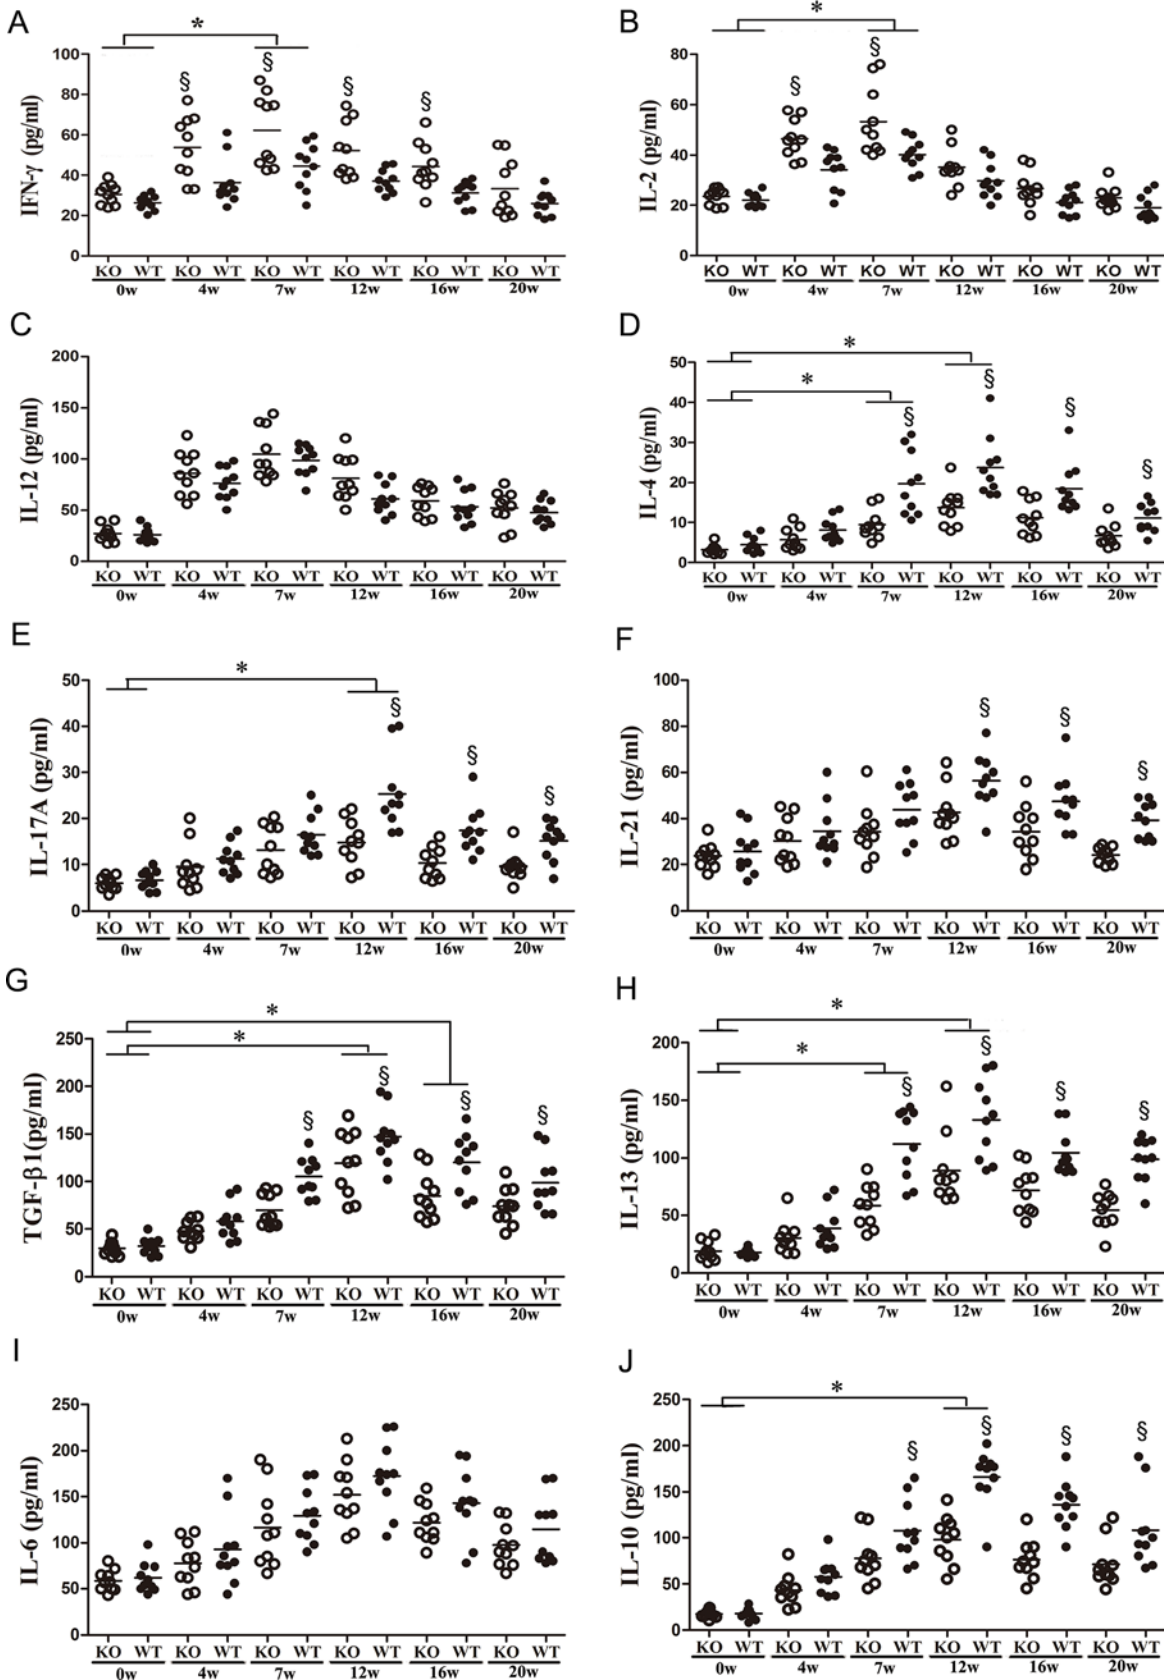 A
*
§ § § §
IFN-γ (pg/ml)
100
80
60
40
20
0
KO WT KO WT KO WT KO WT KO WT KO WT
0w 4w 7w 12w 16w 20w
B
*
§ §
IL-2 (pg/ml)
80
60
40
20
0
KO WT KO WT KO WT KO WT KO WT KO WT
0w 4w 7w 12w 16w 20w
C
IL-12 (pg/ml)
200
150
100
50
0
KO WT KO WT KO WT KO WT KO WT KO WT
0w 4w 7w 12w 16w 20w
D
*
*
§ § § §
IL-4 (pg/ml)
50
40
30
20
10
0
KO WT KO WT KO WT KO WT KO WT KO WT
0w 4w 7w 12w 16w 20w
E
*
§ § §
IL-17A (pg/ml)
50
40
30
20
10
0
KO WT KO WT KO WT KO WT KO WT KO WT
0w 4w 7w 12w 16w 20w
F
§ § §
IL-21 (pg/ml)
100
80
60
40
20
0
KO WT KO WT KO WT KO WT KO WT KO WT
0w 4w 7w 12w 16w 20w
G
*
*
§ § § §
TGF-β1(pg/ml)
250
200
150
100
50
0
KO WT KO WT KO WT KO WT KO WT KO WT
0w 4w 7w 12w 16w 20w
H
*
*
§ § § §
IL-13 (pg/ml)
200
150
100
50
0
KO WT KO WT KO WT KO WT KO WT KO WT
0w 4w 7w 12w 16w 20w
I
IL-6 (pg/ml)
250
200
150
100
50
0
KO WT KO WT KO WT KO WT KO WT KO WT
0w 4w 7w 12w 16w 20w
J
*
§ § § §
IL-10 (pg/ml)
250
200
150
100
50
0
KO WT KO WT KO WT KO WT KO WT KO WT
0w 4w 7w 12w 16w 20w